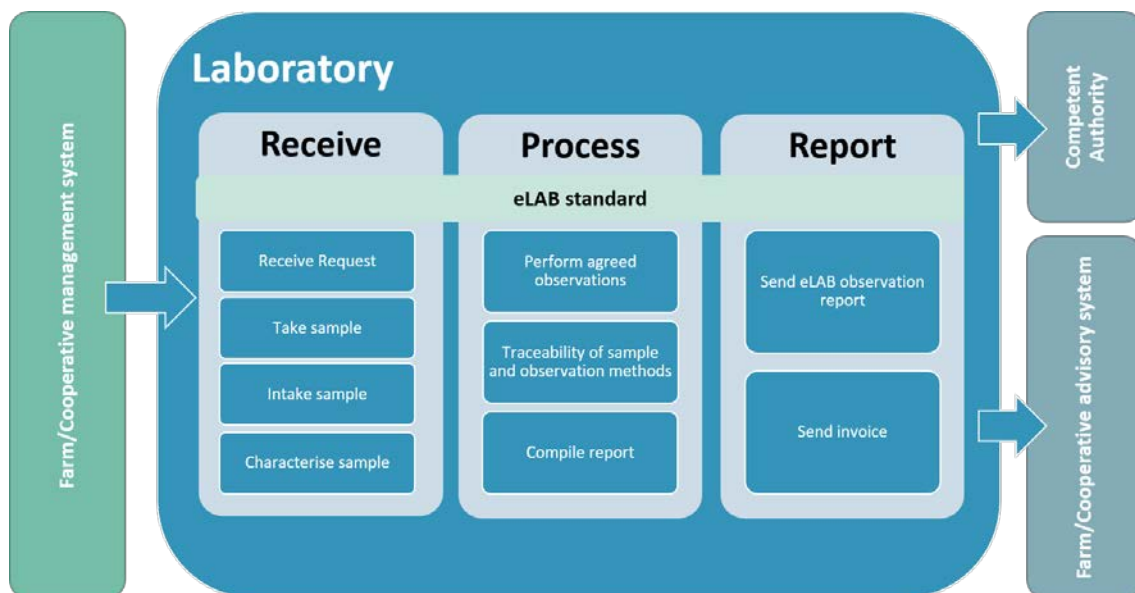 Farm/Cooperative management system
Laboratory
Receive
Process
Report
eLAB standard
Receive Request
Take sample
Intake sample
Characterise sample
Perform agreed
observations
Traceability of sample
and observation methods
Compile report
Send eLAB observation
report
Send invoice
Competent
Authority
Farm/Cooperative advisory system